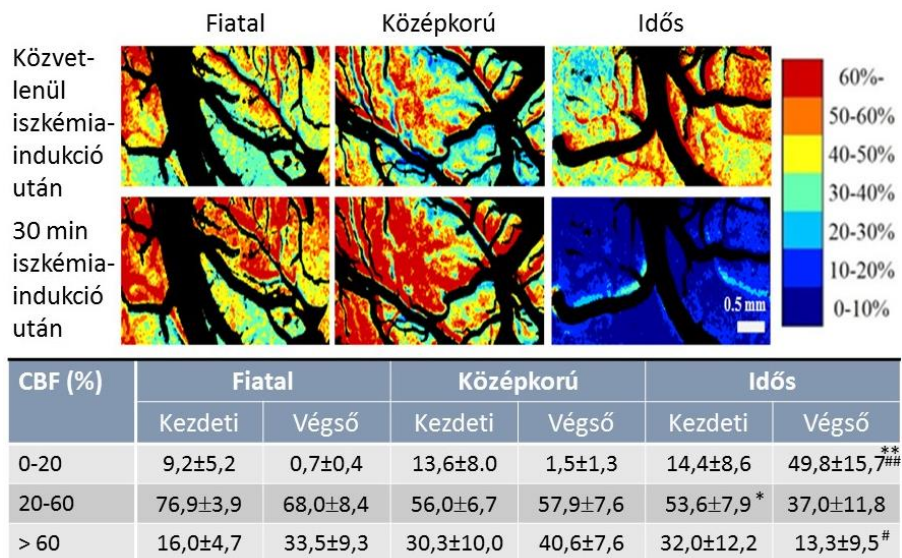 Fiatal Középkorú Idős
Közvet-
lenül
iszkémia-
indukció
után
30 min
iszkémia-
indukció
után
60%-
50-60%
40-50%
30-40%
20-30%
10-20%
0-10%
0.5 mm
CBF (%) Fiatal Középkorú Idős
Kezdeti Végső Kezdeti Végső Kezdeti Végső
0-20 9,2±5,2 0,7±0,4 13,6±8.0 1,5±1,3 14,4±8,6 49,8±15,7**##
20-60 76,9±3,9 68,0±8,4 56,0±6,7 57,9±7,6 53,6±7,9* 37,0±11,8
> 60 16,0±4,7 33,5±9,3 30,3±10,0 40,6±7,6 32,0±12,2 13,3±9,5#